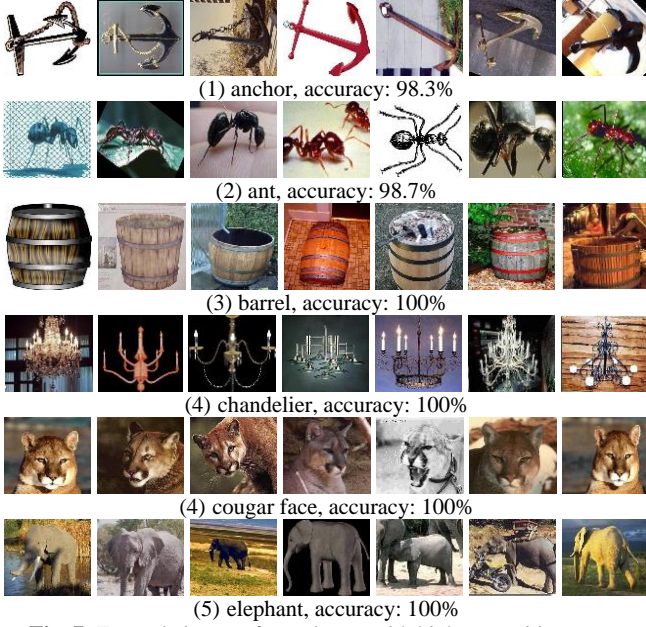 (1) anchor, accuracy: 98.3%
(2) ant, accuracy: 98.7%
(3) barrel, accuracy: 100%
(4) chandelier, accuracy: 100%
(4) cougar face, accuracy: 100%
(5) elephant, accuracy: 100%